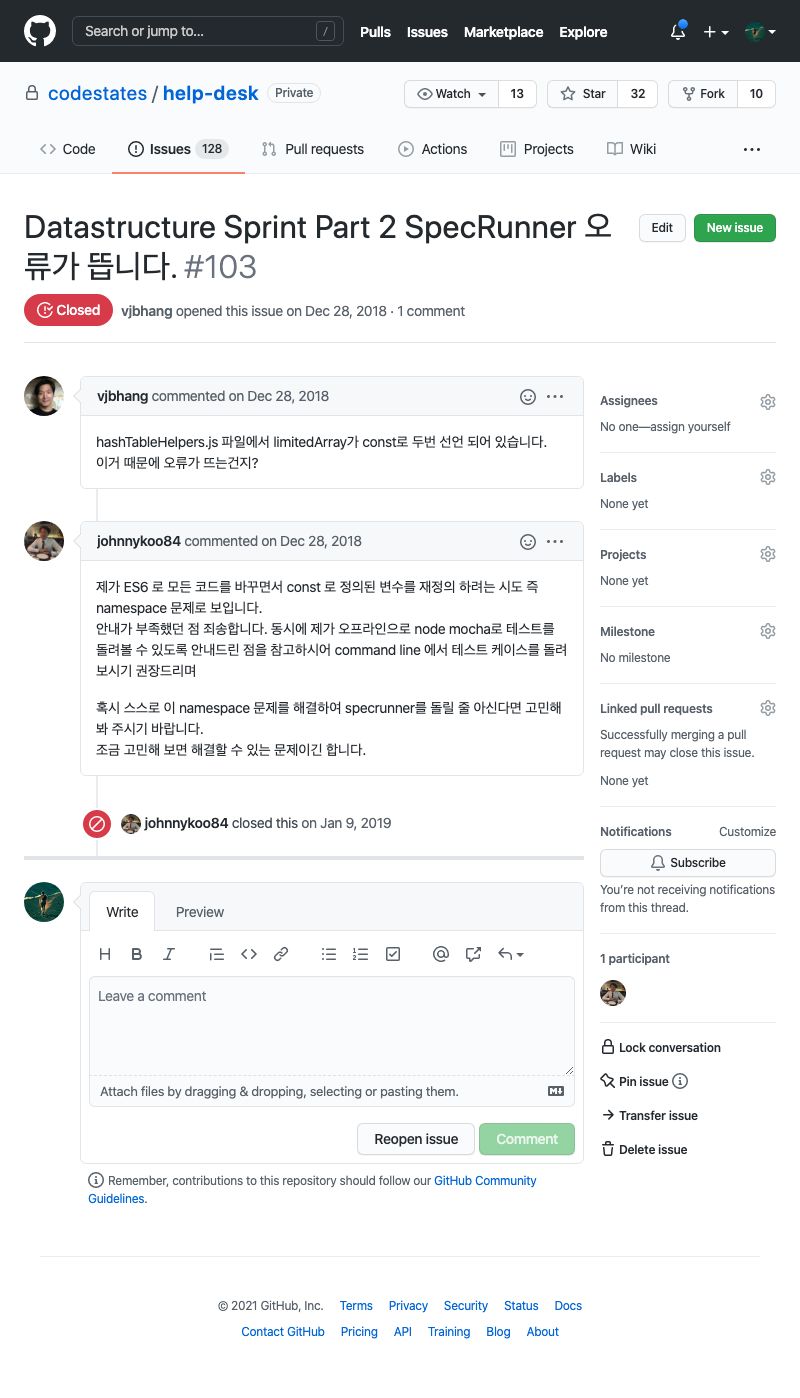 Search or jump to...
/
Pulls
Issues
Marketplace
Explore
codestates / help-desk
Private
Watch
13
Star
32
Fork
10
Code
Issues
128
Pull requests
Actions
Projects
Wiki
Datastructure Sprint Part 2 SpecRunner 오
류가 뜹니다. #103
Edit
New issue
Closed
vjbhang opened this issue on Dec 28, 2018 · 1 comment
vjbhang commented on Dec 28, 2018
hashTableHelpers.js 파일에서 limitedArray가 const로 두번 선언 되어 있습니다.
이거 때문에 오류가 뜨는건지?
johnnykoo84 commented on Dec 28, 2018
제가 ES6 로 모든 코드를 바꾸면서 const 로 정의된 변수를 재정의 하려는 시도 즉
namespace 문제로 보입니다.
안내가 부족했던 점 죄송합니다. 동시에 제가 오프라인으로 node mocha로 테스트를
돌려볼 수 있도록 안내드린 점을 참고하시어 command line 에서 테스트 케이스를 돌려
보시기 권장드리며
혹시 스스로 이 namespace 문제를 해결하여 specrunner를 돌릴 줄 아신다면 고민해
봐 주시기 바랍니다.
조금 고민해 보면 해결할 수 있는 문제이긴 합니다.
johnnykoo84 closed this on Jan 9, 2019
Write
Preview
H
B
I
Leave a comment
Attach files by dragging & dropping, selecting or pasting them.
Reopen issue
Comment
Remember, contributions to this repository should follow our GitHub Community
Guidelines.
Assignees
No one—assign yourself
Labels
None yet
Projects
None yet
Milestone
No milestone
Linked pull requests
Successfully merging a pull
request may close this issue.
None yet
Notifications
Customize
Subscribe
You're not receiving notifications
from this thread.
1 participant
Lock conversation
Pin issue
Transfer issue
Delete issue
© 2021 GitHub, Inc.
Terms
Privacy
Security
Status
Docs
Contact GitHub
Pricing
API
Training
Blog
About